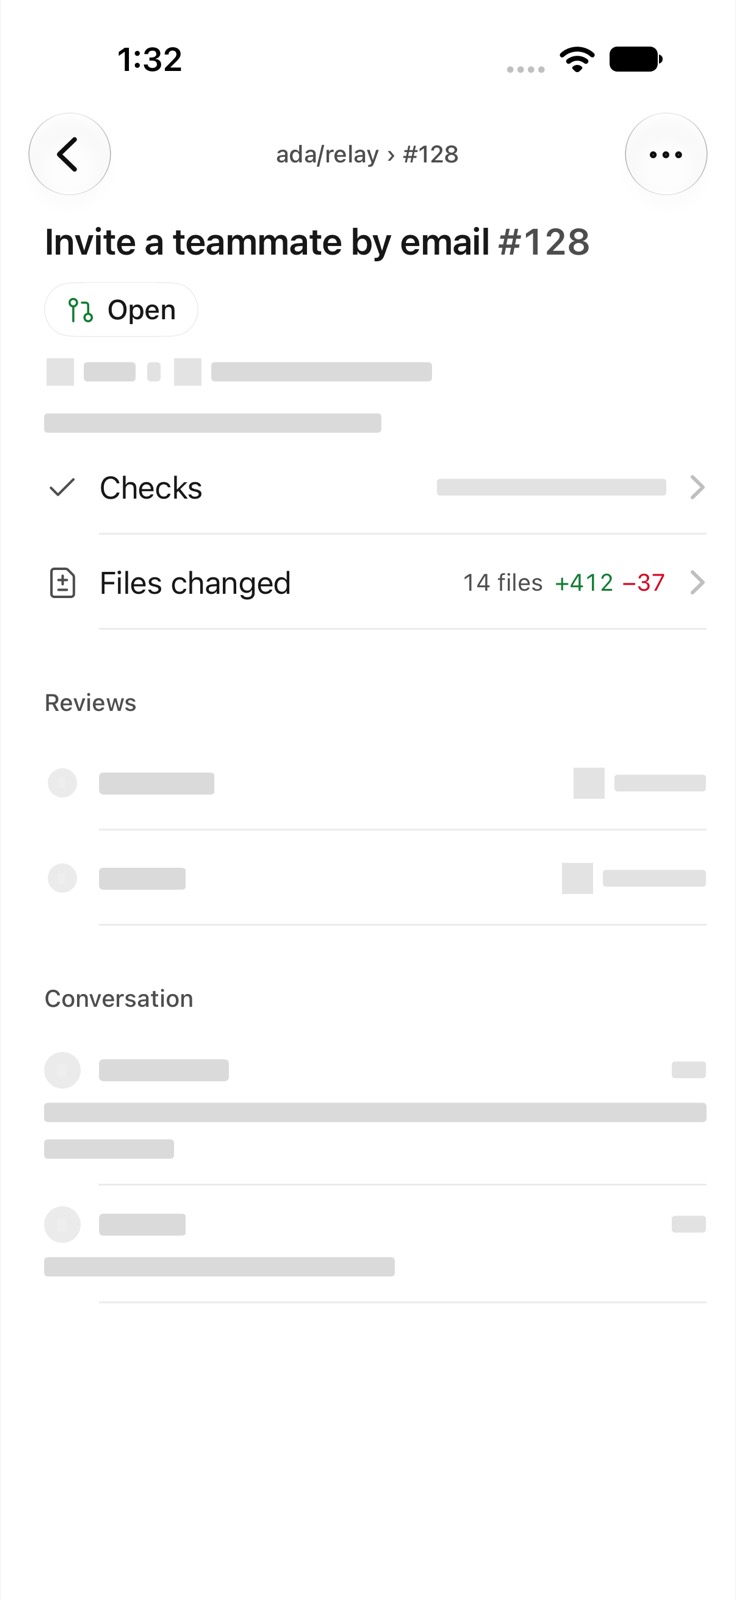 1:32
ada/relay › #128
Invite a teammate by email #128
Open
Checks
Files changed 14 files +412 −37
Reviews
Conversation